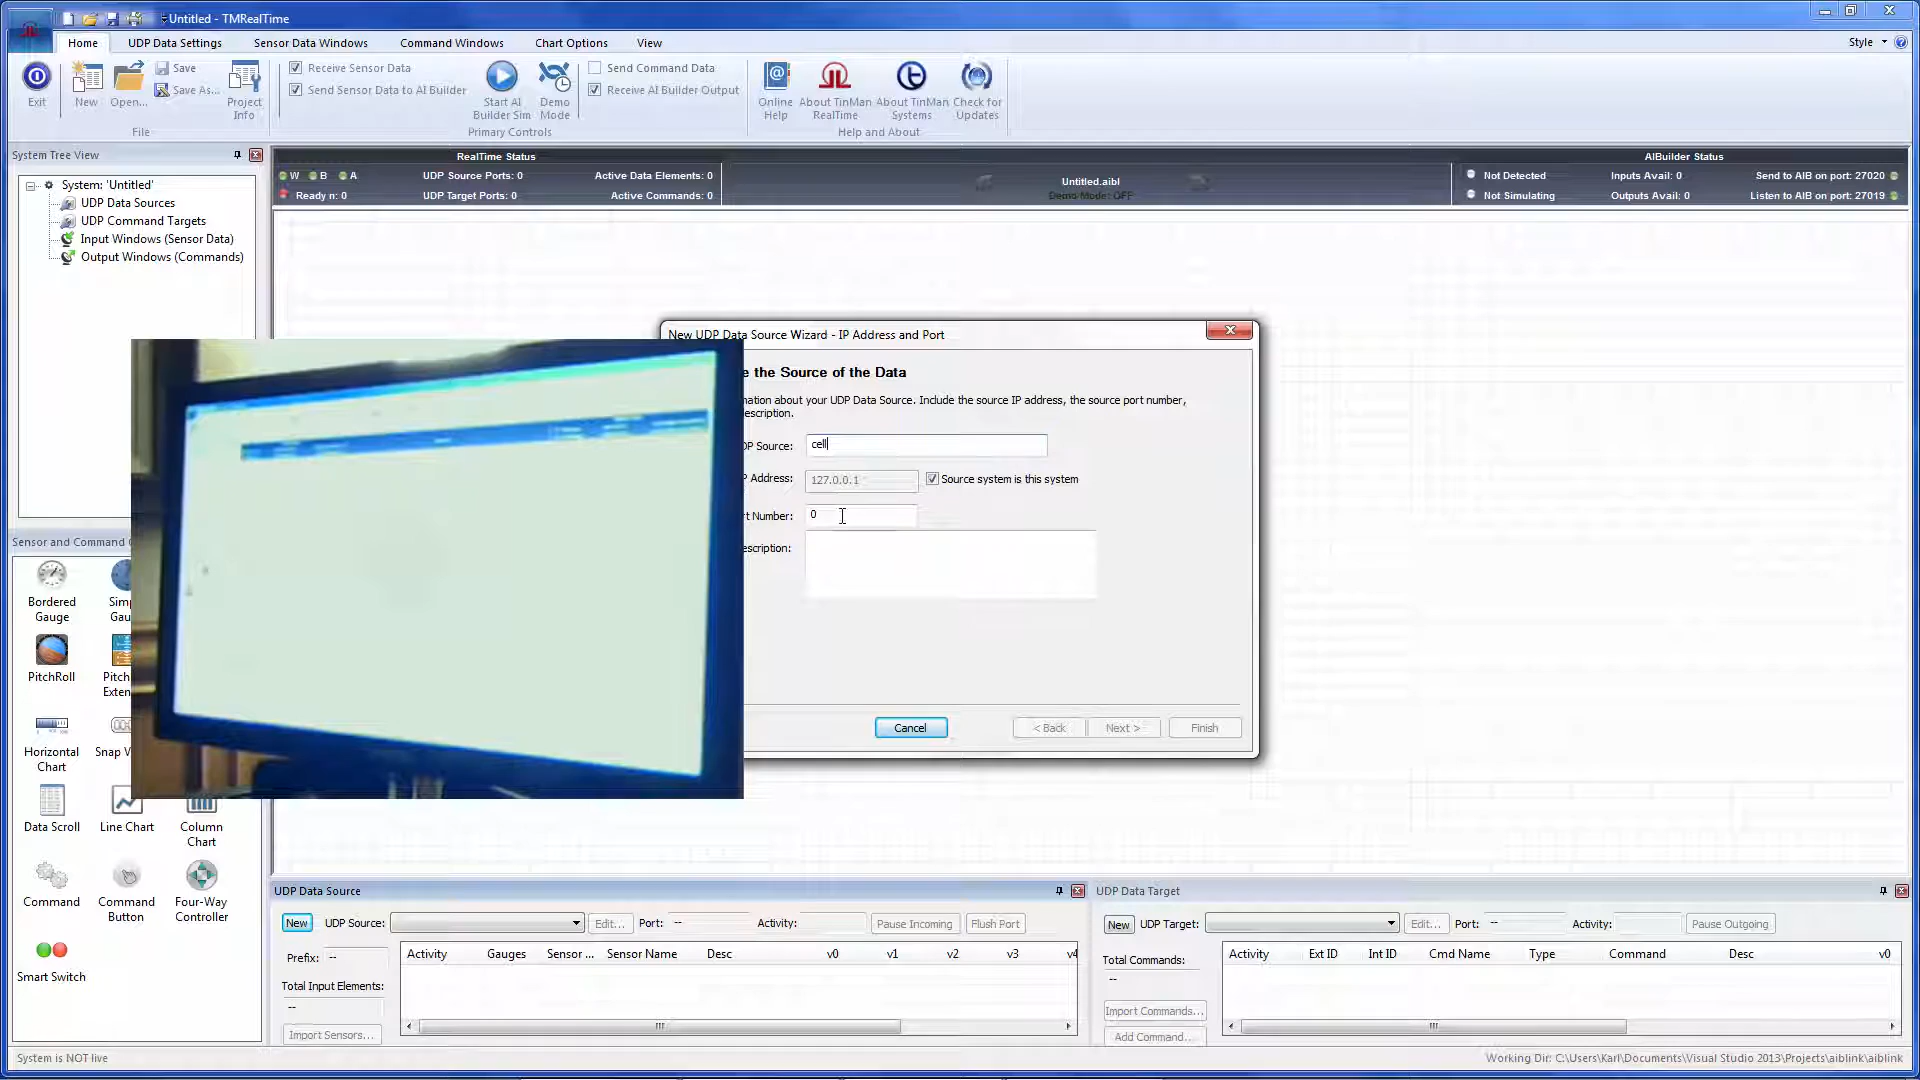 Untitled - TMRealTime
Home UDP Data Settings Sensor Data Windows Command Windows Chart Options View Style
Exit
New
Open...
Save
Save As...
Project Info
File
Receive Sensor Data
Send Sensor Data to AI Builder
Start AI Builder Sim
Demo Mode
Send Command Data
Receive AI Builder Output
Primary Controls
Online Help
About TinMan RealTime
About TinMan Systems
Check for Updates
Help and About
System Tree View
System: 'Untitled'
UDP Data Sources
UDP Command Targets
Input Windows (Sensor Data)
Output Windows (Commands)
RealTime Status
W B A UDP Source Ports: 0 Active Data Elements: 0
Ready n: 0 UDP Target Ports: 0 Active Commands: 0
Untitled.aibl
Demo Mode: OFF
AIBuilder Status
Not Detected Inputs Avail: 0 Send to AIB on port: 27020
Not Simulating Outputs Avail: 0 Listen to AIB on port: 27019
New UDP Data Source Wizard - IP Address and Port
e the Source of the Data
mation about your UDP Data Source. Include the source IP address, the source port number,
escription.
DP Source: cell
P Address: 127.0.0.1 Source system is this system
rt Number: 0
escription:
Cancel < Back Next > Finish
Sensor and Command
Bordered Gauge
PitchRoll
Horizontal Chart
Data Scroll
Line Chart
Column Chart
Command
Command Button
Four-Way Controller
Smart Switch
UDP Data Source
New UDP Source: Edit... Port: -- Activity: Pause Incoming Flush Port
Prefix: --
Total Input Elements:
--
Import Sensors...
Activity Gauges Sensor ... Sensor Name Desc v0 v1 v2 v3 v4
UDP Data Target
New UDP Target: Edit... Port: -- Activity: Pause Outgoing
Total Commands:
--
Import Commands...
Add Command...
Activity Ext ID Int ID Cmd Name Type Command Desc v0
System is NOT live
Working Dir: C:\Users\Karl\Documents\Visual Studio 2013\Projects\aiblink\aiblink